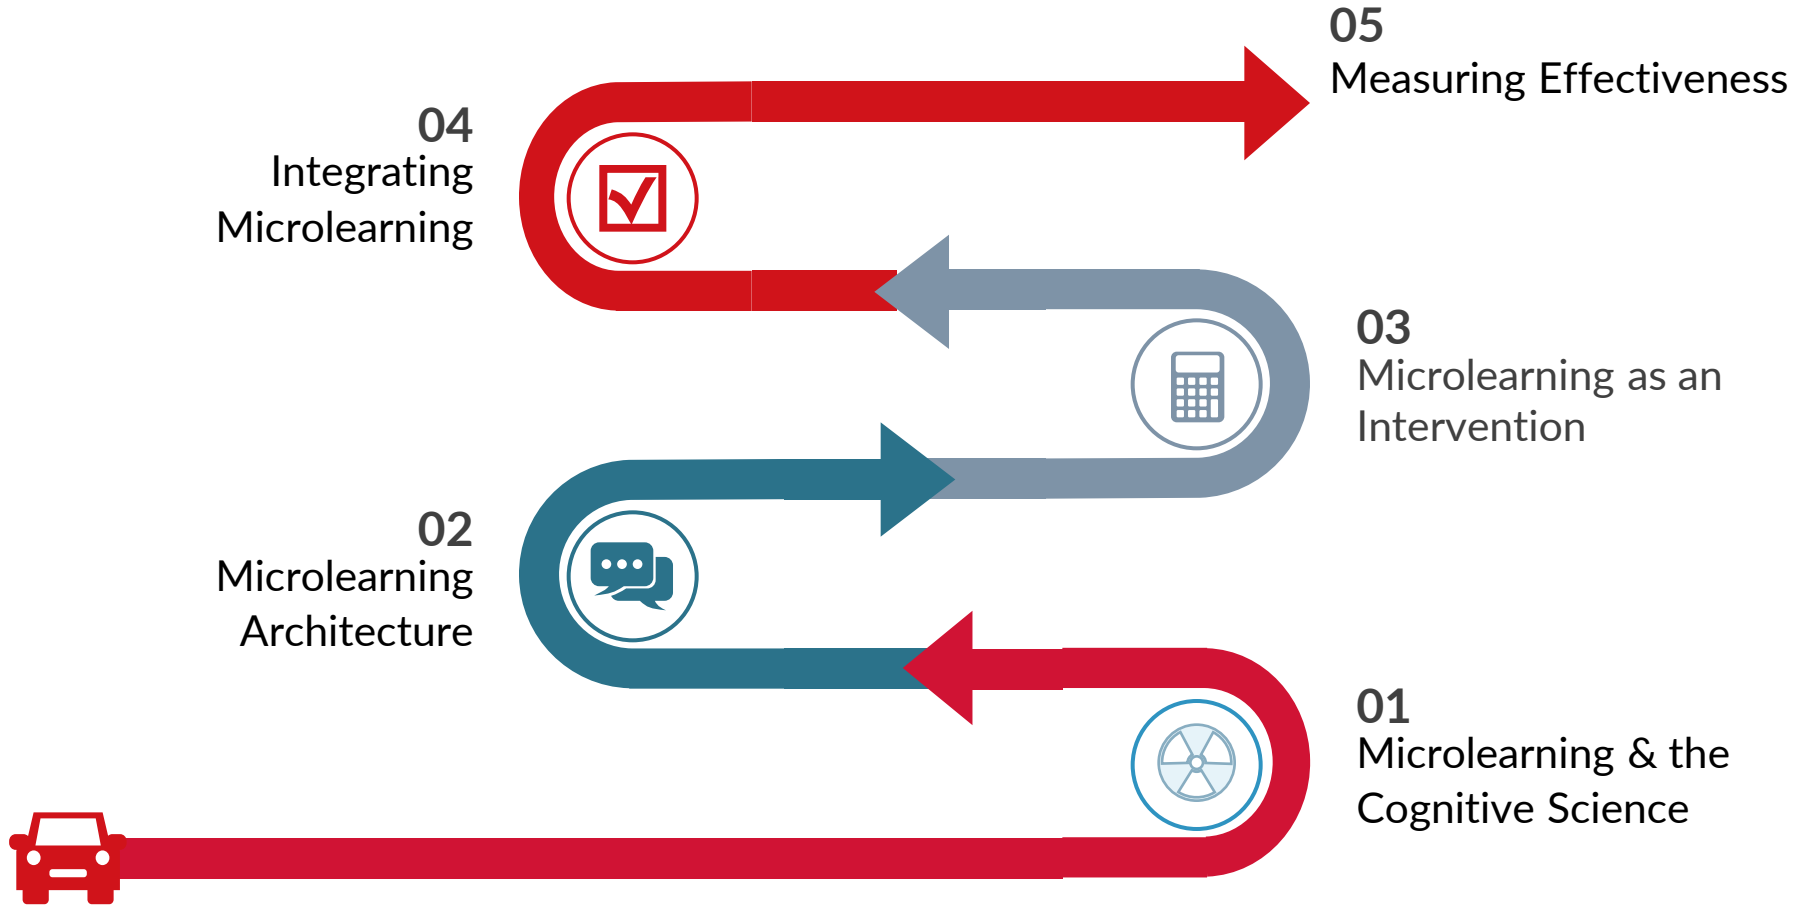 05
Measuring Effectiveness
04
Integrating
Microlearning
03
Microlearning as an
Intervention
02
Microlearning
Architecture
01
Microlearning & the
Cognitive Science